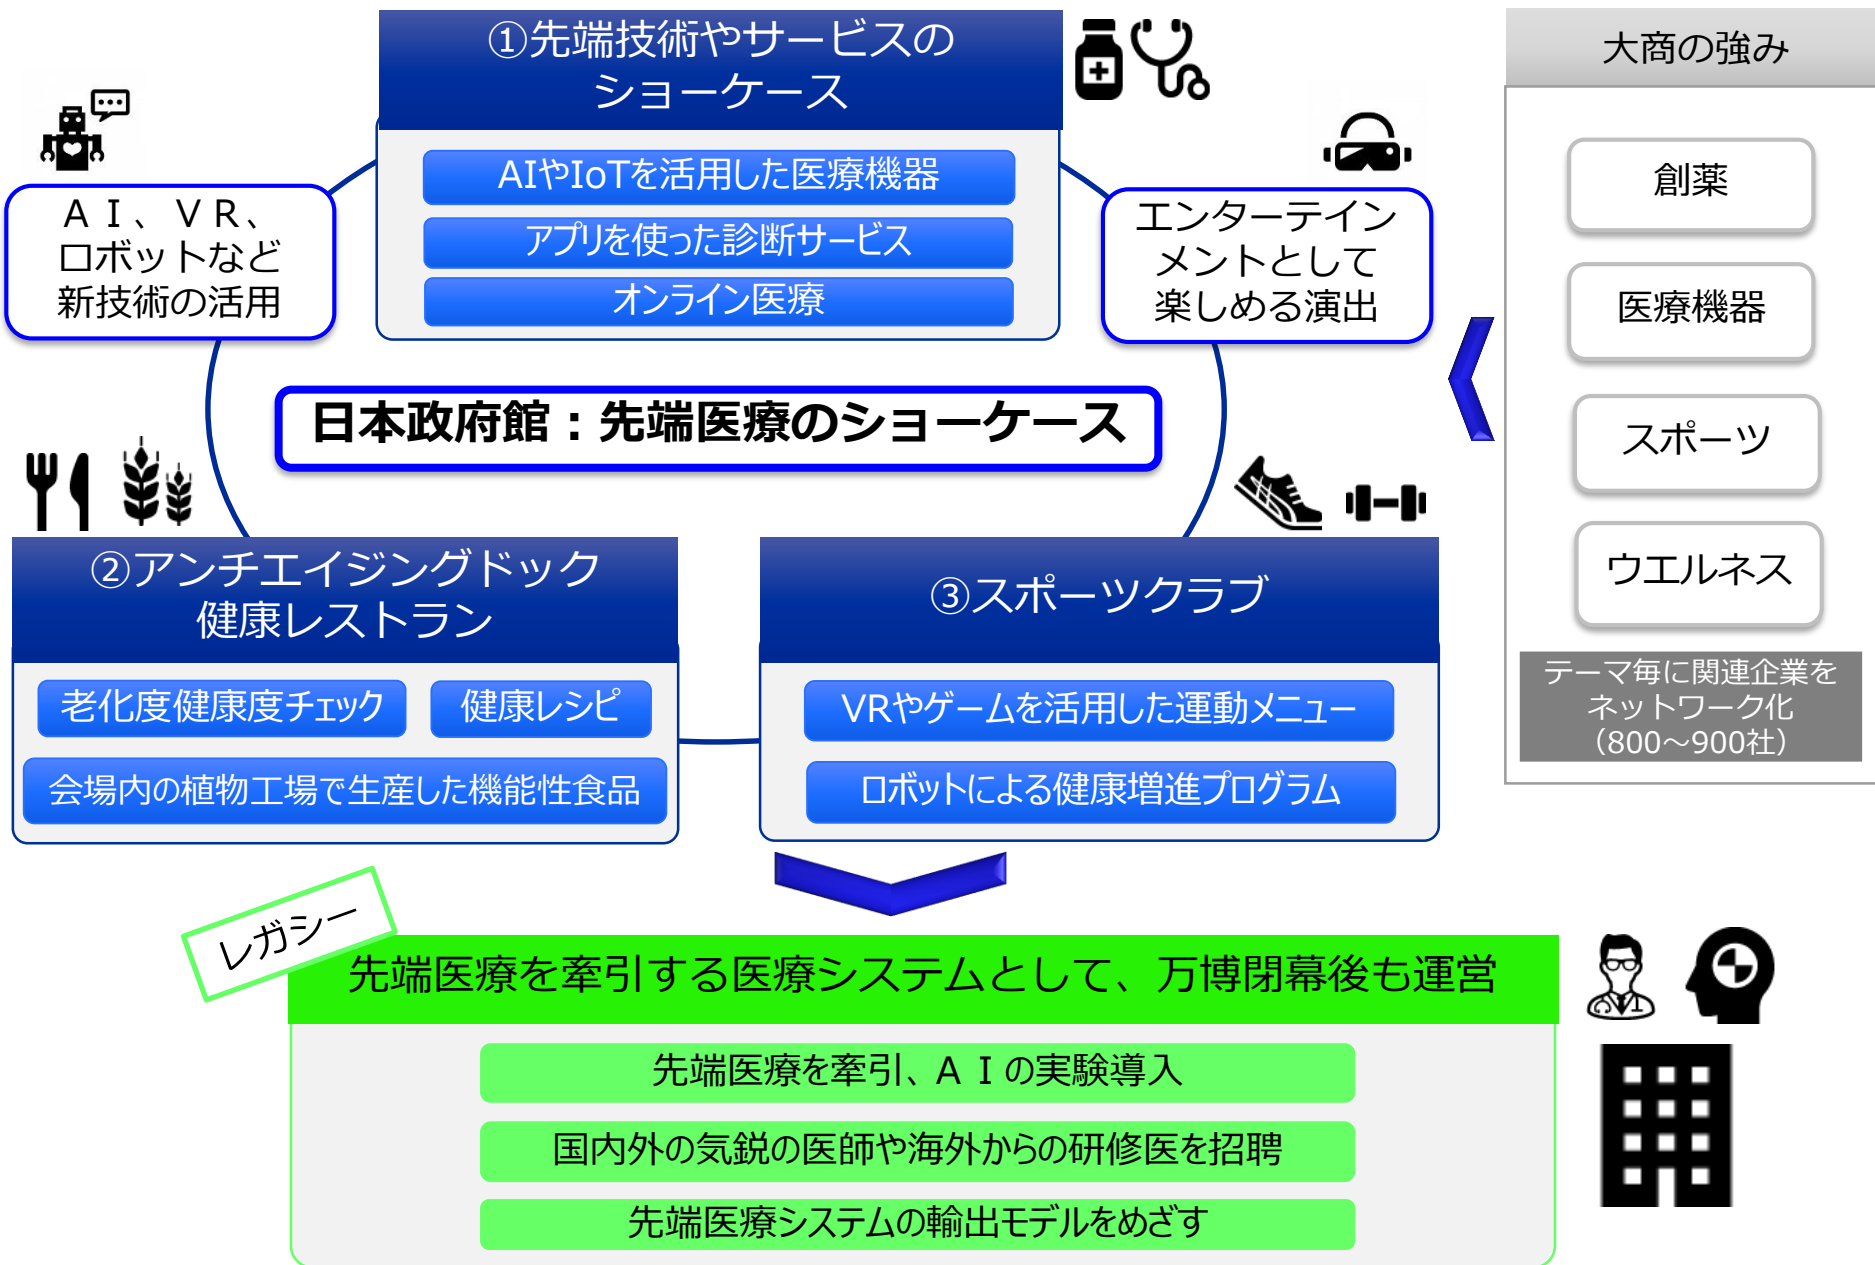 ①先端技術やサービスの
ショーケース
AIやIoTを活用した医療機器
アプリを使った診断サービス
オンライン医療
ＡＩ、ＶＲ、
ロボットなど
新技術の活用
エンターテイン
メントとして
楽しめる演出
日本政府館：先端医療のショーケース
②アンチエイジングドック
健康レストラン
老化度健康度チェック
健康レシピ
会場内の植物工場で生産した機能性食品
③スポーツクラブ
VRやゲームを活用した運動メニュー
ロボットによる健康増進プログラム
大商の強み
創薬
医療機器
スポーツ
ウエルネス
テーマ毎に関連企業を
ネットワーク化
（800～900社）
レガシー
先端医療を牽引する医療システムとして、万博閉幕後も運営
先端医療を牽引、ＡＩの実験導入
国内外の気鋭の医師や海外からの研修医を招聘
先端医療システムの輸出モデルをめざす